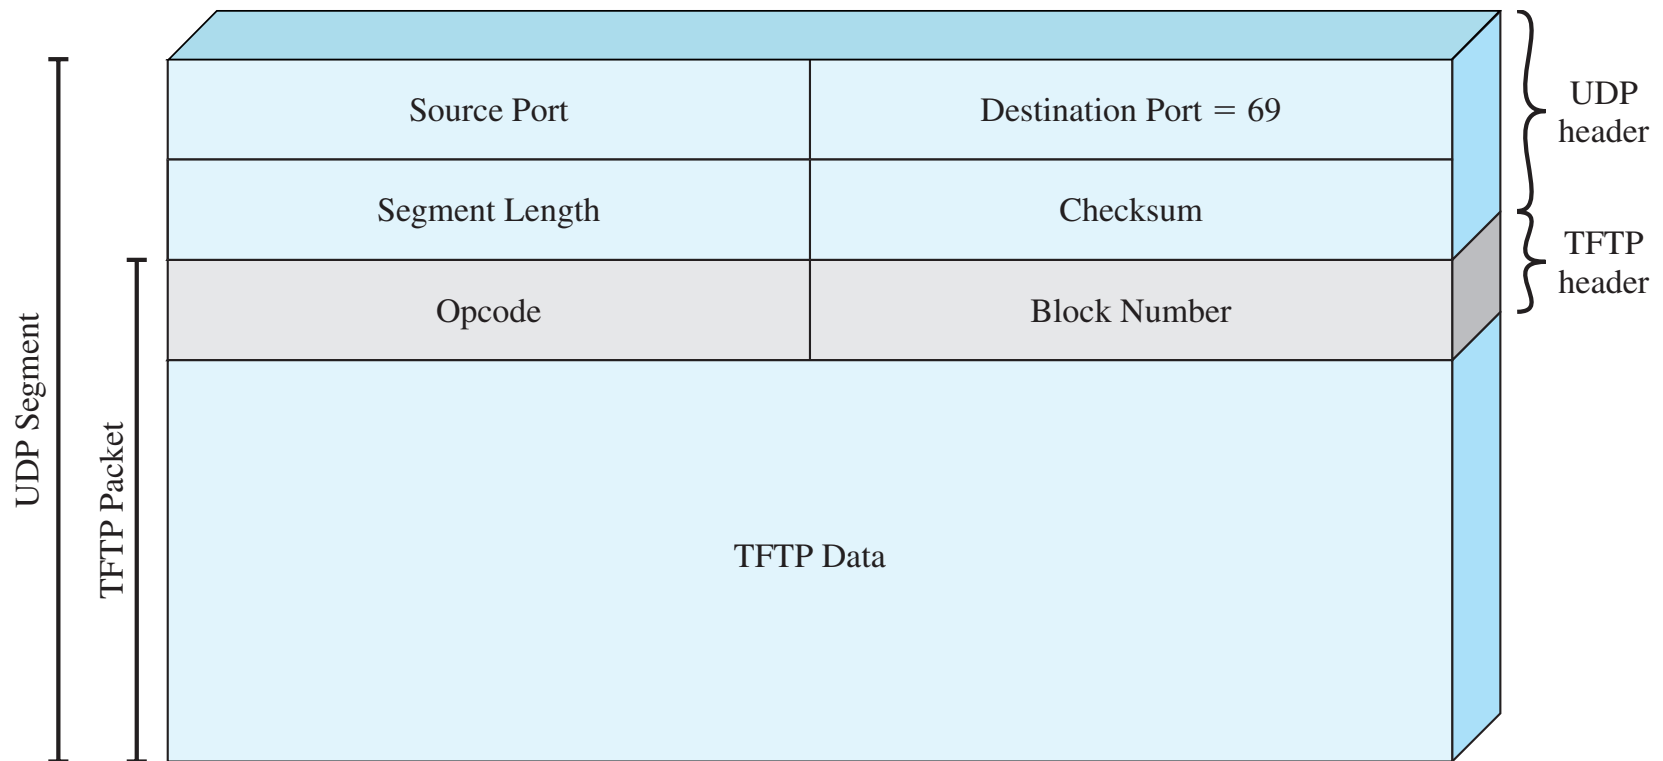 Source Port
Destination Port = 69
UDP
header
Segment Length
Checksum
TFTP
header
Opcode
Block Number
UDP Segment
TFTP Packet
TFTP Data